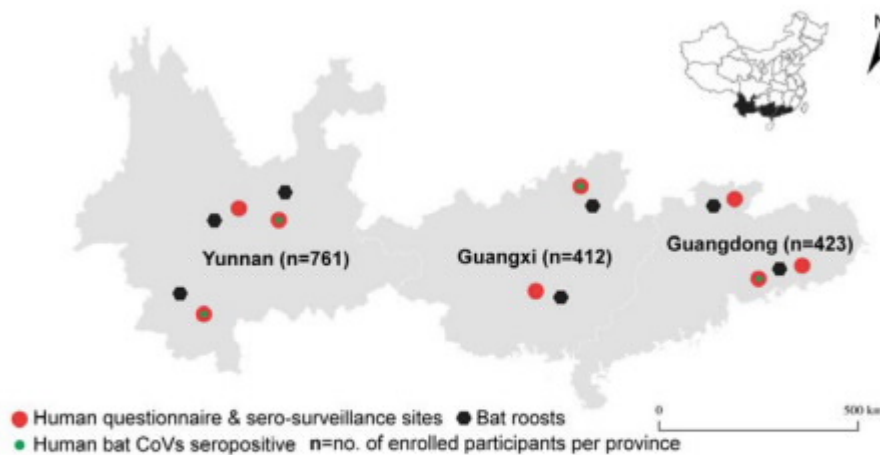 N
Yunnan (n=761)
Guangxi (n=412)
Guangdong (n=423)
Human questionnaire & sero-surveillance sites
Bat roosts
0
500 km
Human bat CoVs seropositive
n=no. of enrolled participants per province